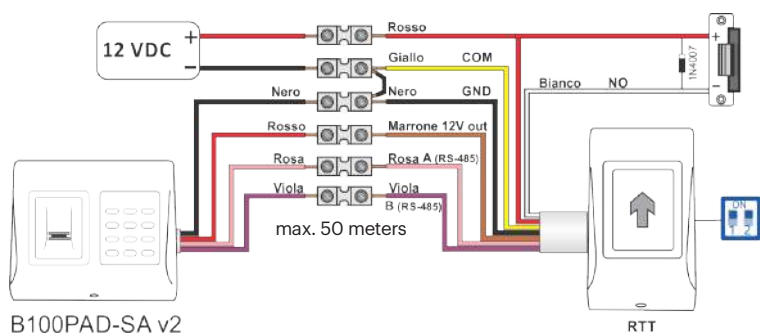 12 VDC
+
−
Rosso
Giallo COM
Nero Nero GND
Rosso Marrone 12V out
Rosa Rosa A (RS-485)
Viola Viola
B (RS-485)
max. 50 meters
Bianco NO
1N4007
+
-
ON
1 2
B100PAD-SA v2
RTT